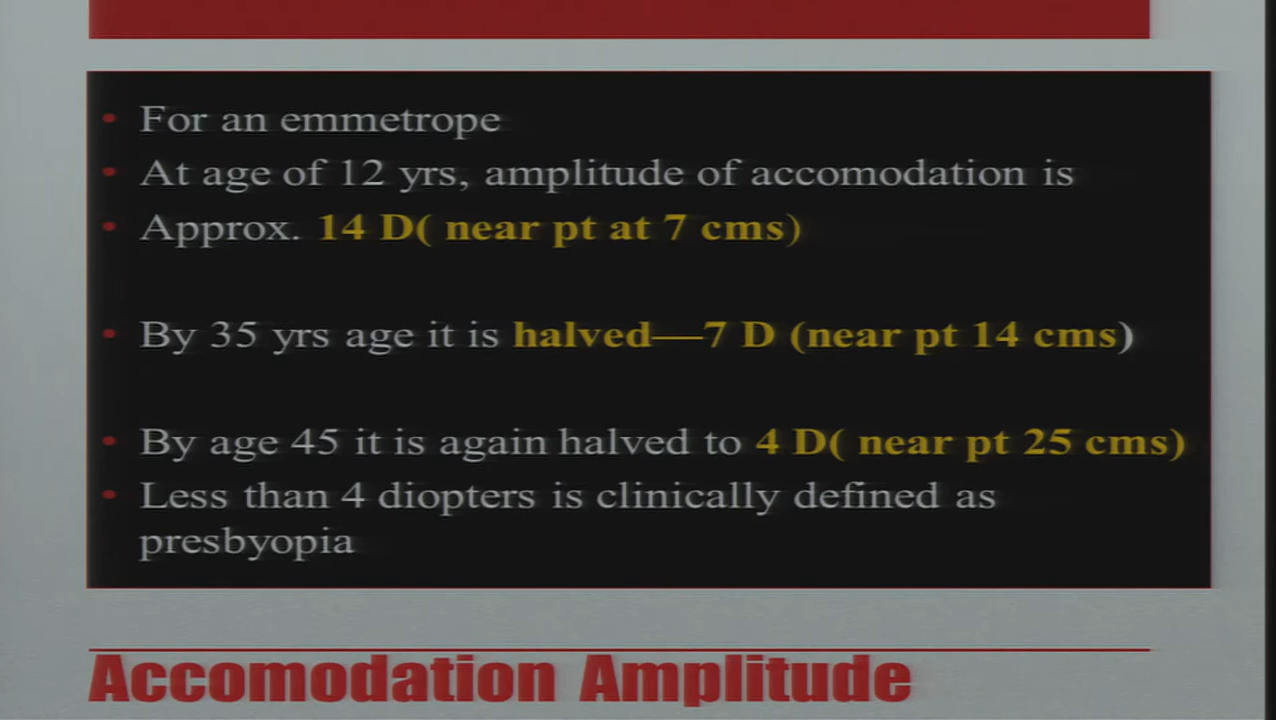 For an emmetrope
At age of 12 yrs, amplitude of accomodation is
Approx. 14 D( near pt at 7 cms)
By 35 yrs age it is halved—7 D (near pt 14 cms)
By age 45 it is again halved to 4 D( near pt 25 cms)
Less than 4 diopters is clinically defined as
presbyopia
Accomodation Amplitude